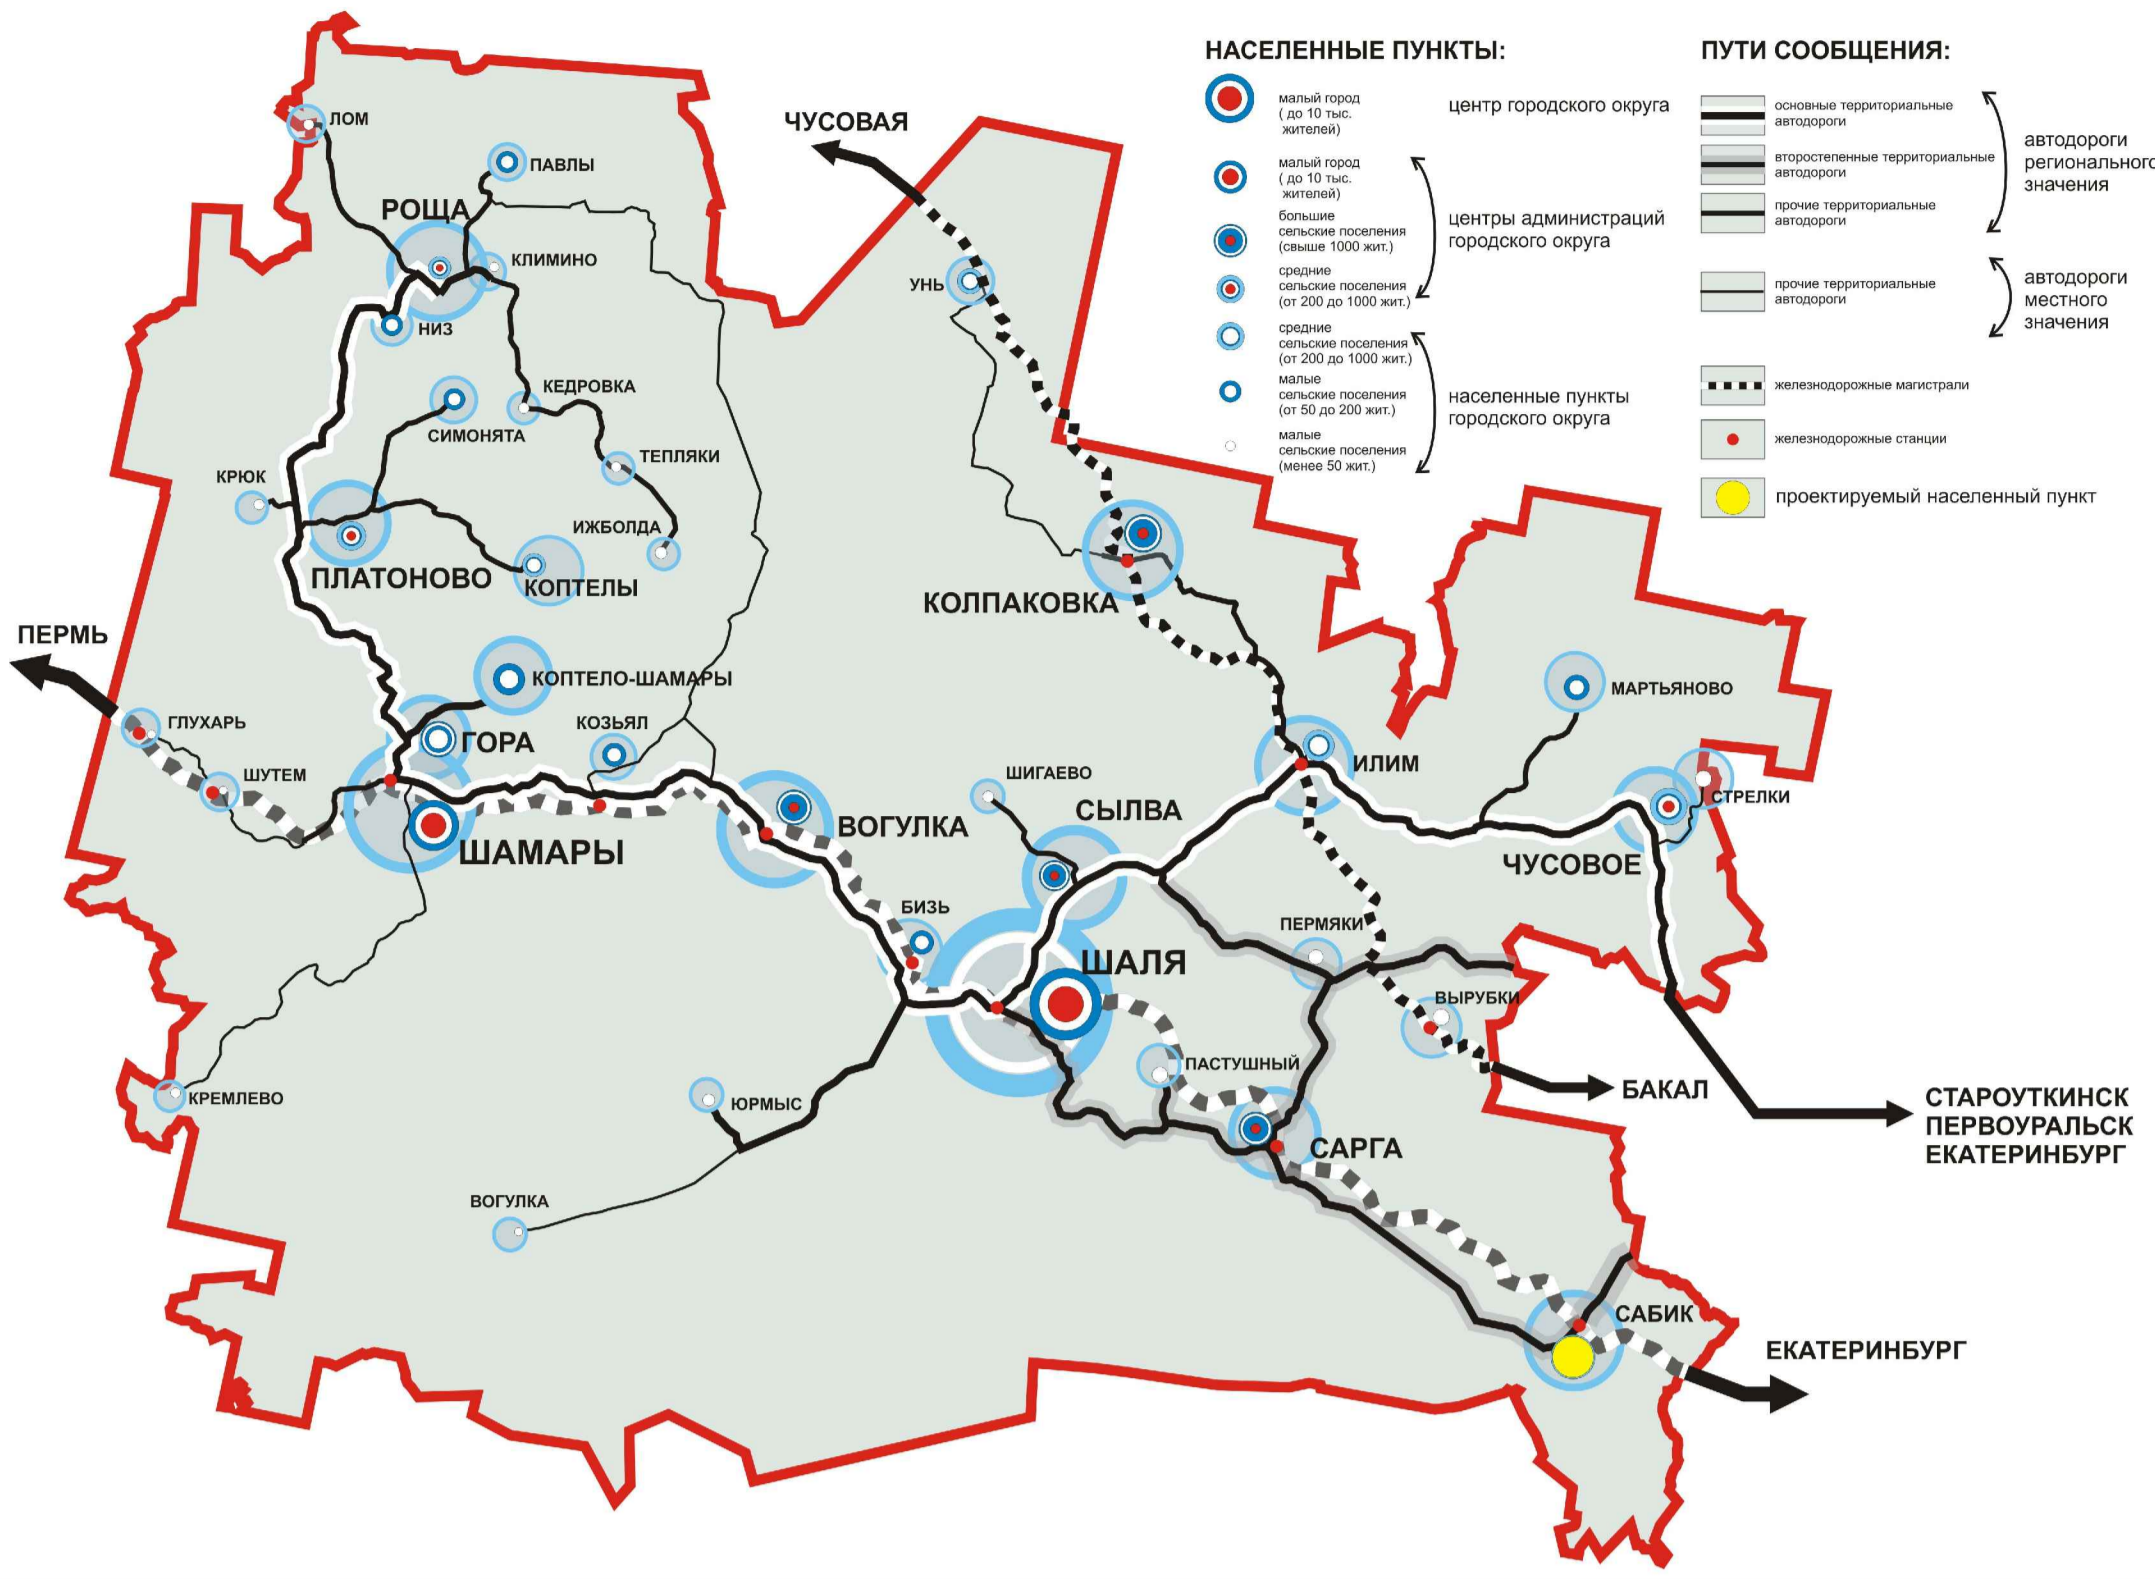 НАСЕЛЕННЫЕ ПУНКТЫ:
малый город
( до 10 тыс.
жителей)
центр городского округа
малый город
( до 10 тыс.
жителей)
большие
сельские поселения
(свыше 1000 жит.)
средние
сельские поселения
(от 200 до 1000 жит.)
центры администраций
городского округа
средние
сельские поселения
(от 200 до 1000 жит.)
малые
сельские поселения
(от 50 до 200 жит.)
малые
сельские поселения
(менее 50 жит.)
населенные пункты
городского округа
ПУТИ СООБЩЕНИЯ:
основные территориальные
автодороги
второстепенные территориальные
автодороги
прочие территориальные
автодороги
автодороги
регионального
значения
прочие территориальные
автодороги
автодороги
местного
значения
железнодорожные магистрали
железнодорожные станции
проектируемый населенный пункт
ЛОМ
ЧУСОВАЯ
ПАВЛЫ
РОЩА
КЛИМИНО
УНЬ
НИЗ
КЕДРОВКА
СИМОНЯТА
ТЕПЛЯКИ
КРЮК
ИЖБОЛДА
ПЛАТОНОВО
КОПТЕЛЫ
КОЛПАКОВКА
ПЕРМЬ
КОПТЕЛО-ШАМАРЫ
МАРТЬЯНОВО
ГЛУХАРЬ
КОЗЬЯЛ
ГОРА
ИЛИМ
ШУТЕМ
ШИГАЕВО
СТРЕЛКИ
СЫЛВА
ВОГУЛКА
ШАМАРЫ
ЧУСОВОЕ
БИЗЬ
ПЕРМЯКИ
ШАЛЯ
ВЫРУБКИ
ПАСТУШНЫЙ
БАКАЛ
КРЕМЛЕВО
ЮРМЫС
СТАРОУТКИНСК
ПЕРВОУРАЛЬСК
ЕКАТЕРИНБУРГ
САРГА
ВОГУЛКА
САБИК
ЕКАТЕРИНБУРГ